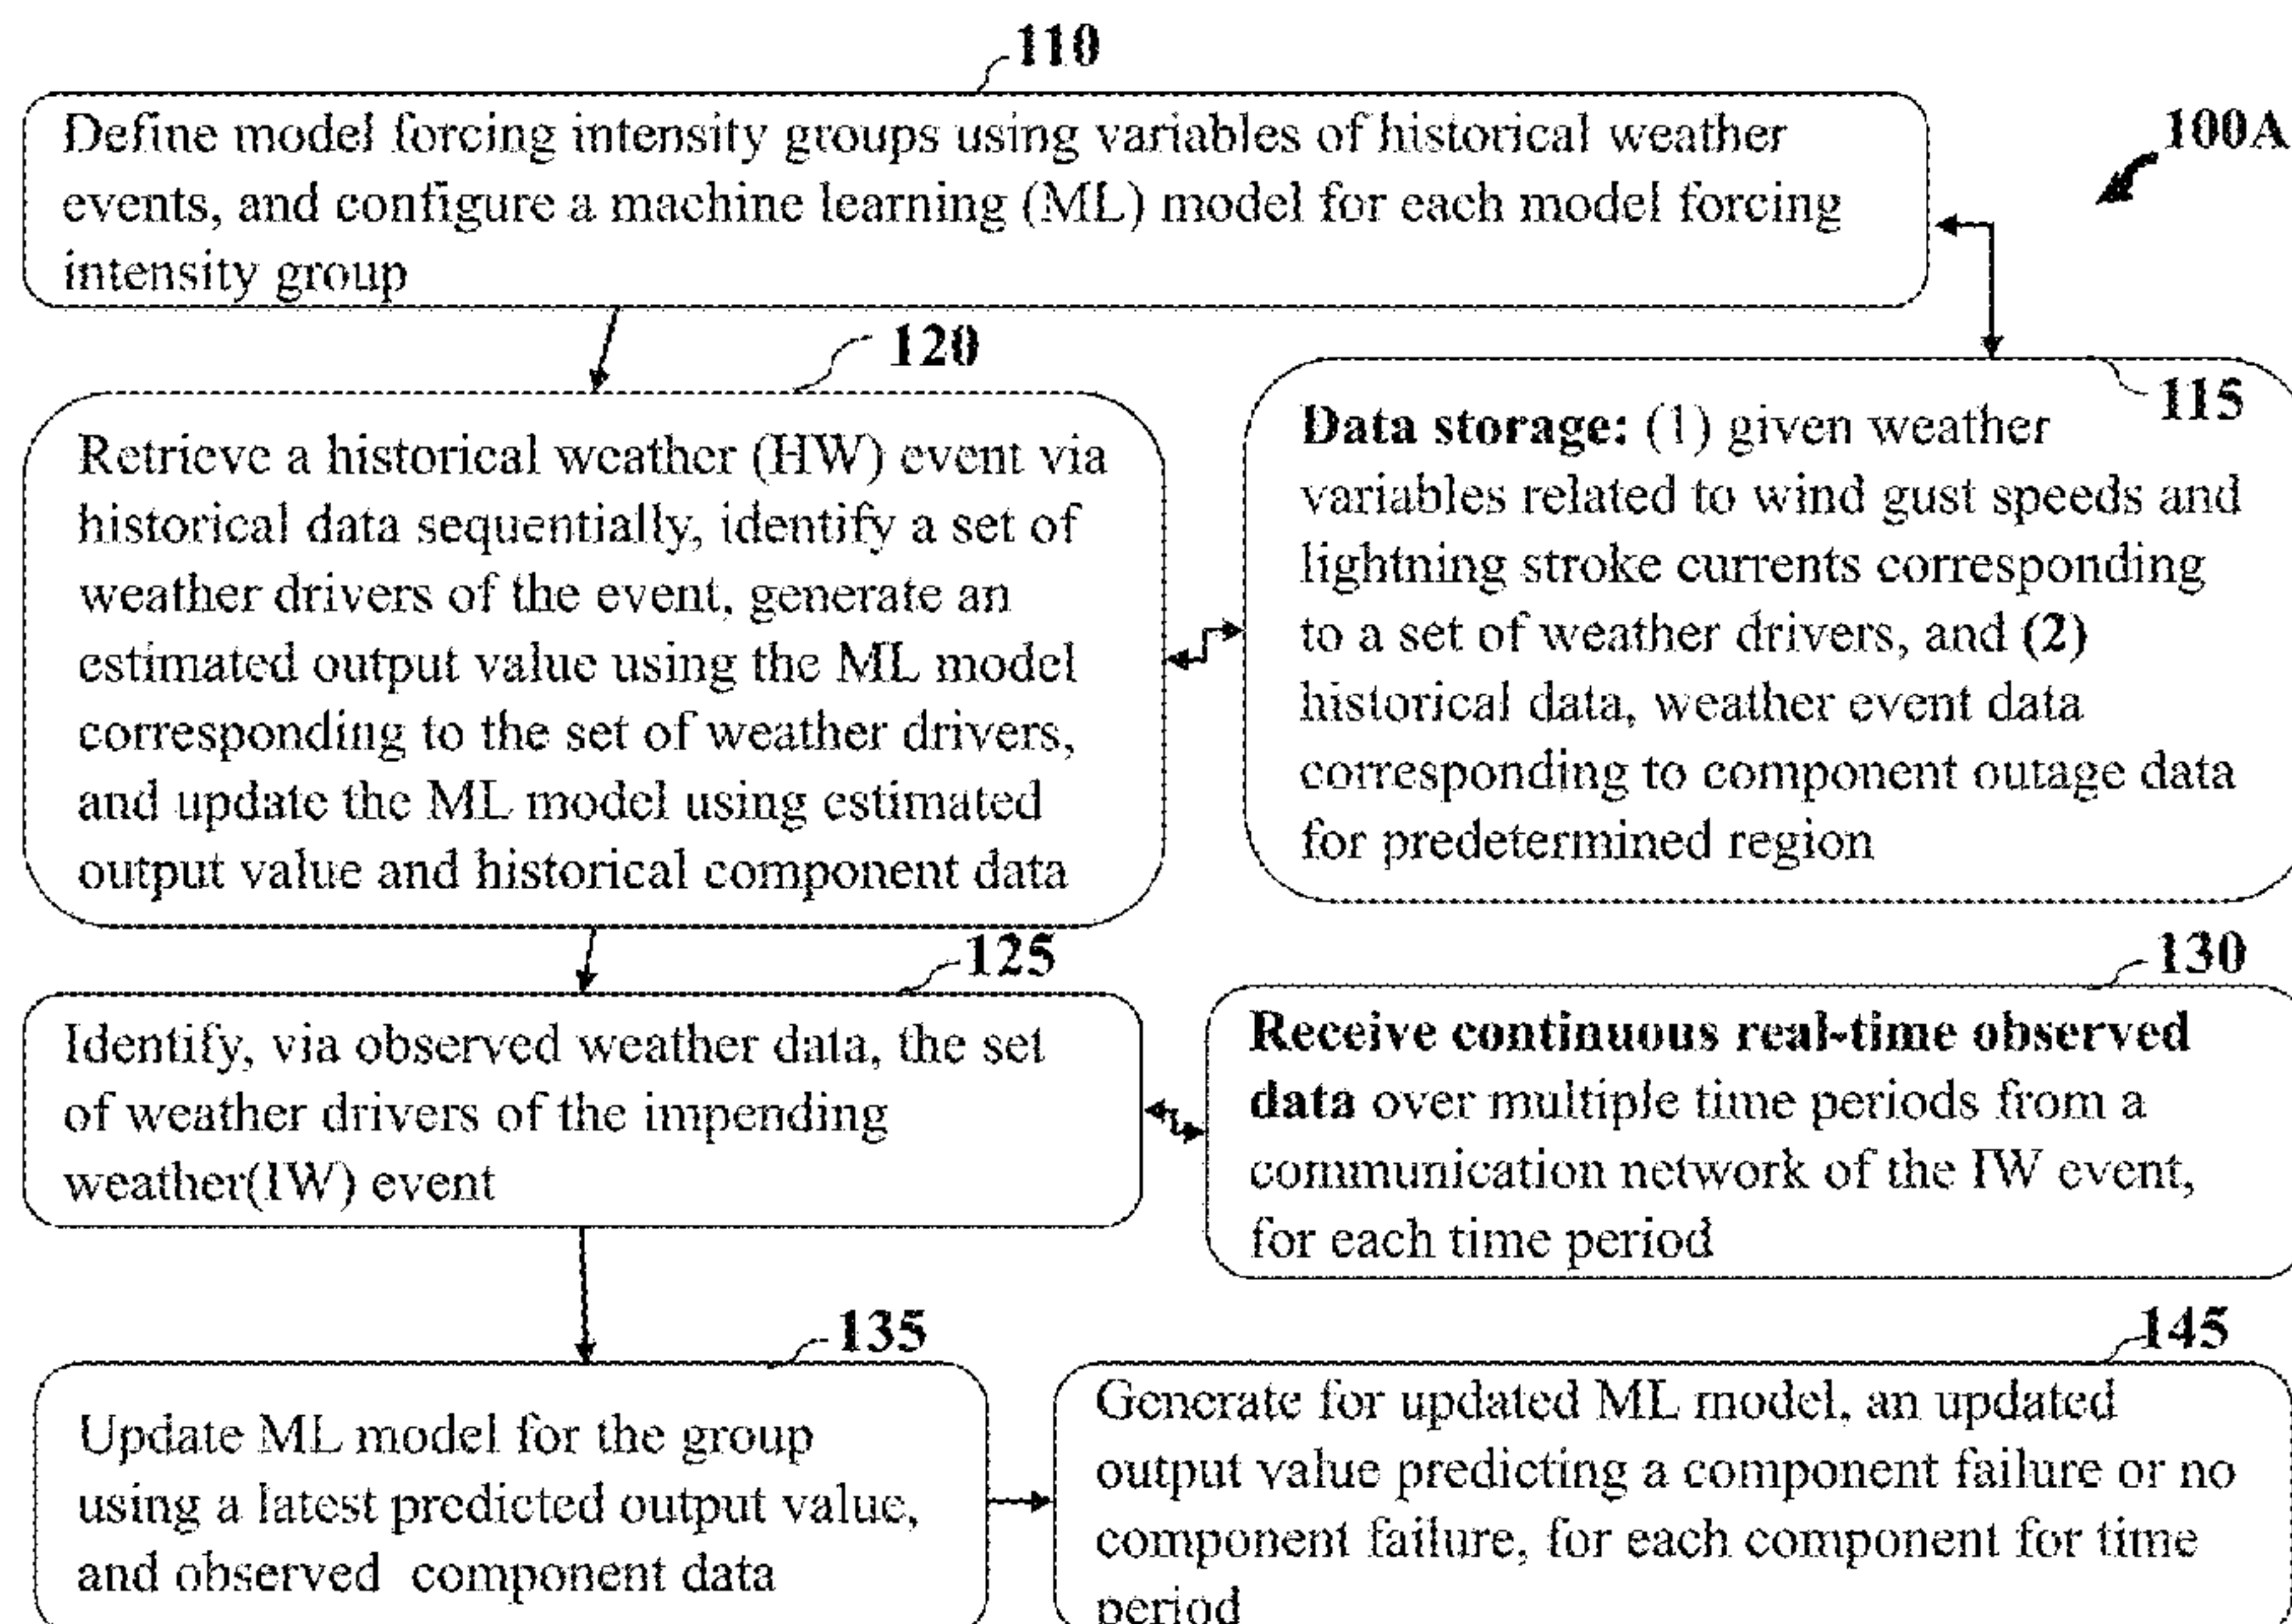 110
Define model forcing intensity groups using variables of historical weather
events, and configure a machine learning (ML) model for each model forcing
intensity group
100A
120
Retrieve a historical weather (HW) event via
historical data sequentially, identify a set of
weather drivers of the event, generate an
estimated output value using the ML model
corresponding to the set of weather drivers,
and update the ML model using estimated
output value and historical component data
115
Data storage: (1) given weather
variables related to wind gust speeds and
lightning stroke currents corresponding
to a set of weather drivers, and (2)
historical data, weather event data
corresponding to component outage data
for predetermined region
125
Identify, via observed weather data, the set
of weather drivers of the impending
weather(IW) event
130
Receive continuous real-time observed
data over multiple time periods from a
communication network of the IW event,
for each time period
135
Update ML model for the group
using a latest predicted output value,
and observed component data
145
Generate for updated ML model, an updated
output value predicting a component failure or no
component failure, for each component for time
period